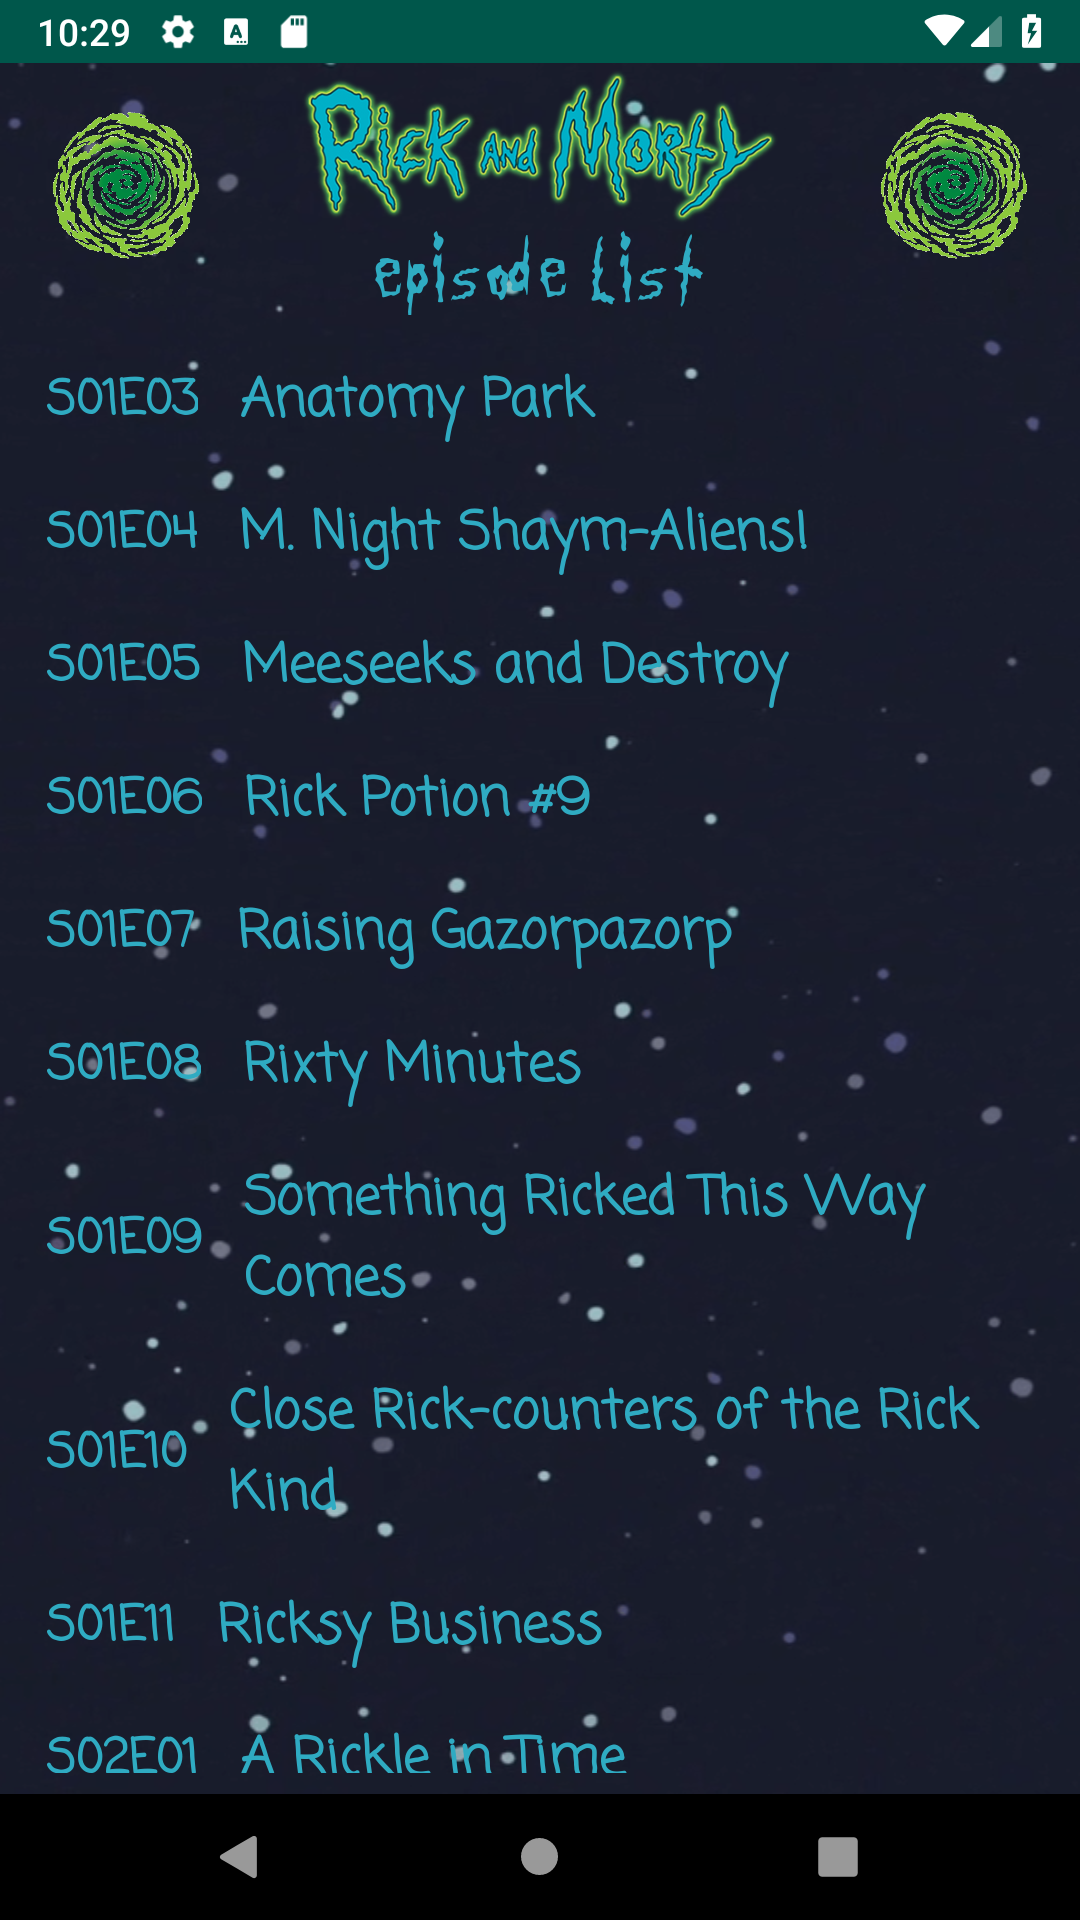 10:29
Rick and Morty
episode list
S01E03 Anatomy Park
S01E04 M. Night Shaym-Aliens!
S01E05 Meeseeks and Destroy
S01E06 Rick Potion #9
S01E07 Raising Gazorpazorp
S01E08 Rixty Minutes
S01E09 Something Ricked This Way
Comes
S01E10 Close Rick-counters of the Rick
Kind
S01E11 Ricksy Business
S02E01 A Rickle in Time